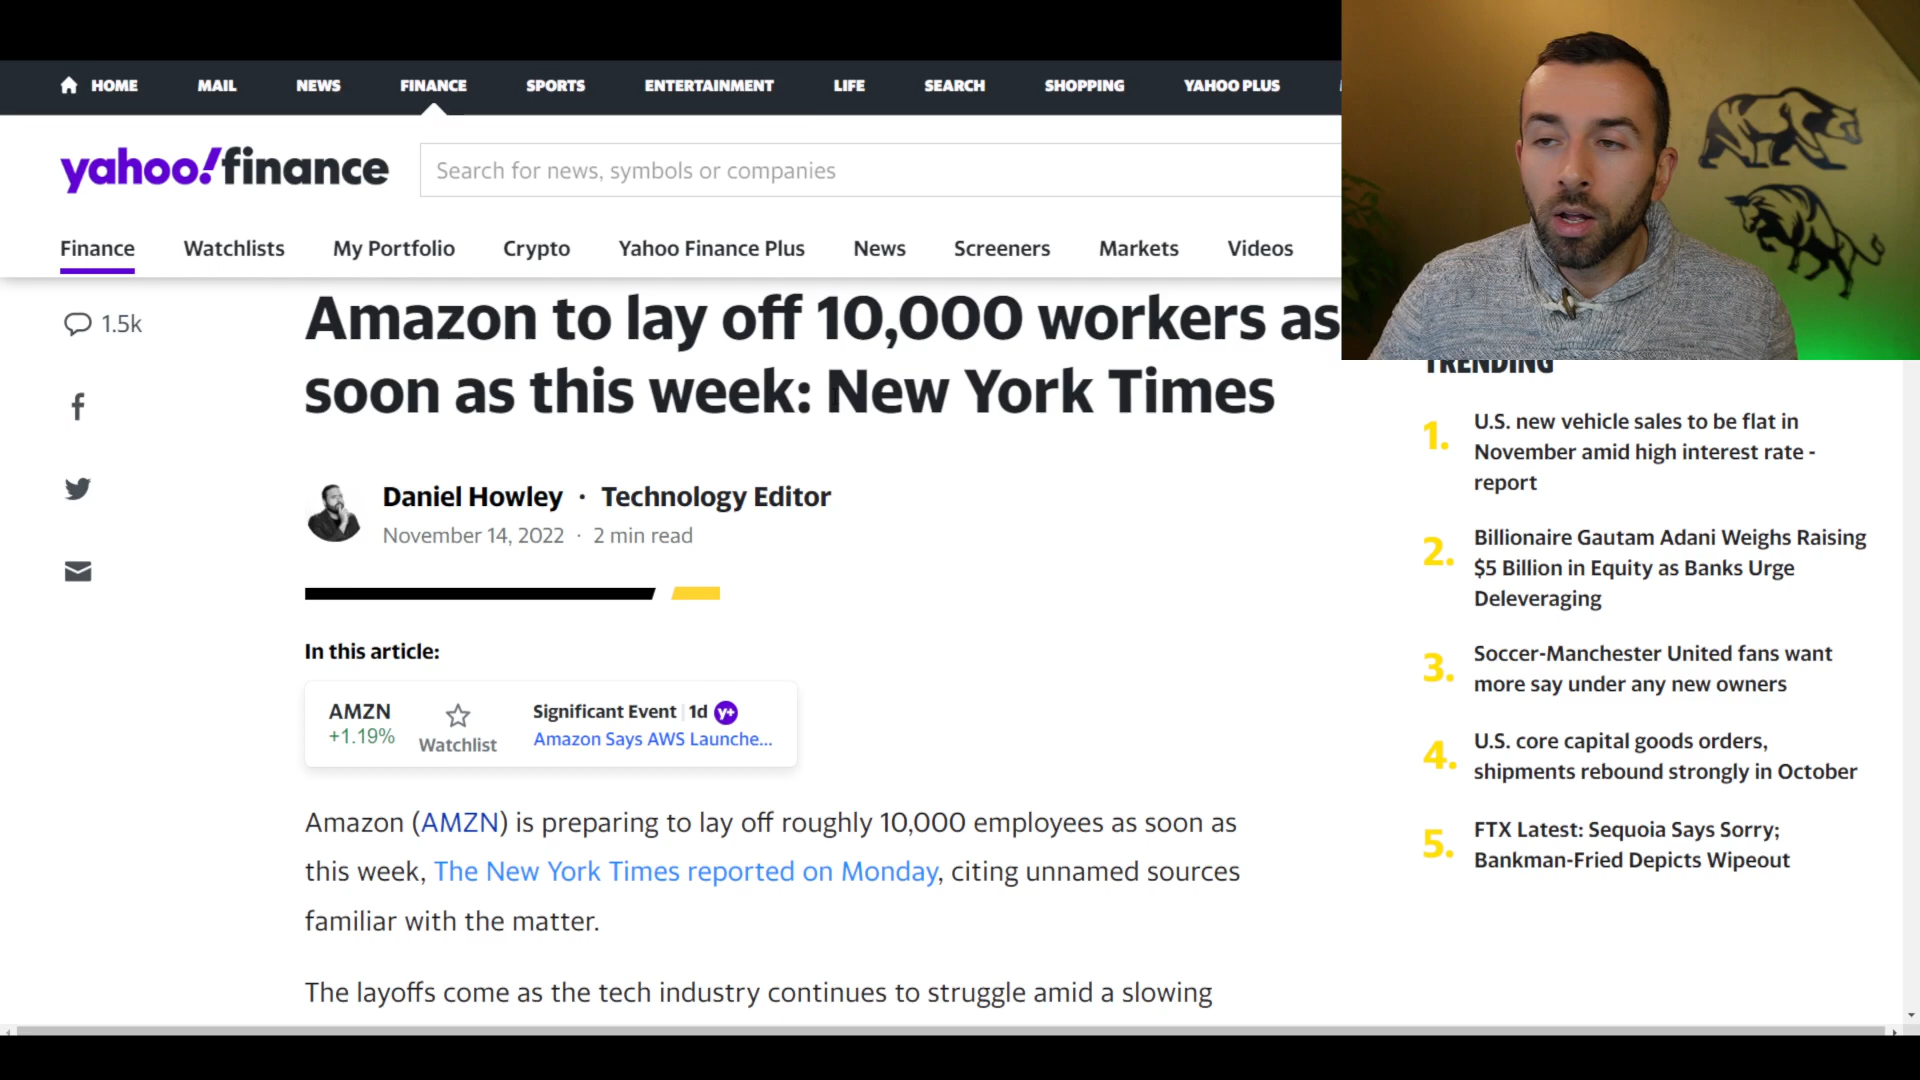 HOME MAIL NEWS FINANCE SPORTS ENTERTAINMENT LIFE SEARCH SHOPPING YAHOO PLUS
yahoo!finance
Search for news, symbols or companies
Finance Watchlists My Portfolio Crypto Yahoo Finance Plus News Screeners Markets Videos
1.5k
Amazon to lay off 10,000 workers as
soon as this week: New York Times
Daniel Howley · Technology Editor
November 14, 2022 · 2 min read
In this article:
AMZN
+1.19%
Watchlist
Significant Event 1d y+
Amazon Says AWS Launche...
Amazon (AMZN) is preparing to lay off roughly 10,000 employees as soon as
this week, The New York Times reported on Monday, citing unnamed sources
familiar with the matter.
The layoffs come as the tech industry continues to struggle amid a slowing
TRENDING
1. U.S. new vehicle sales to be flat in
November amid high interest rate -
report
2. Billionaire Gautam Adani Weighs Raising
$5 Billion in Equity as Banks Urge
Deleveraging
3. Soccer-Manchester United fans want
more say under any new owners
4. U.S. core capital goods orders,
shipments rebound strongly in October
5. FTX Latest: Sequoia Says Sorry;
Bankman-Fried Depicts Wipeout